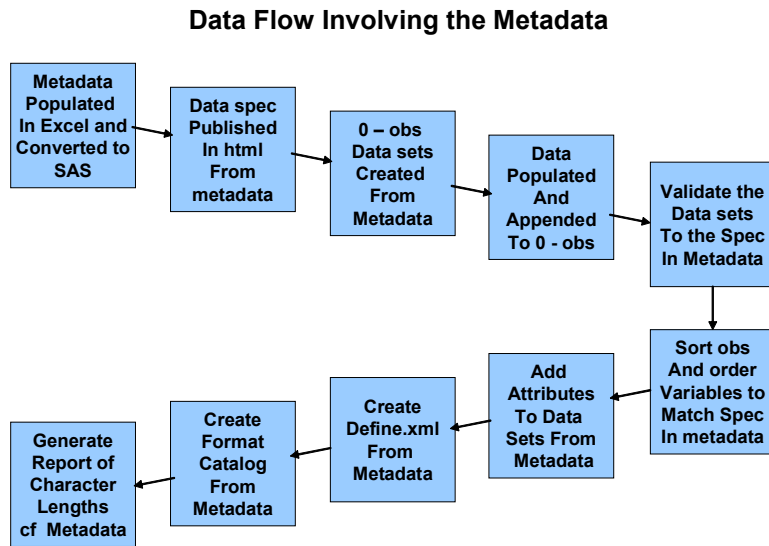 Data Flow Involving the Metadata
Metadata
Populated
In Excel and
Converted to
SAS
Data spec
Published
In html
From
metadata
0 – obs
Data sets
Created
From
Metadata
Data
Populated
And
Appended
To 0 - obs
Validate the
Data sets
To the Spec
In Metadata
Sort obs
And order
Variables to
Match Spec
In metadata
Add
Attributes
To Data
Sets From
Metadata
Create
Define.xml
From
Metadata
Create
Format
Catalog
From
Metadata
Generate
Report of
Character
Lengths
cf Metadata